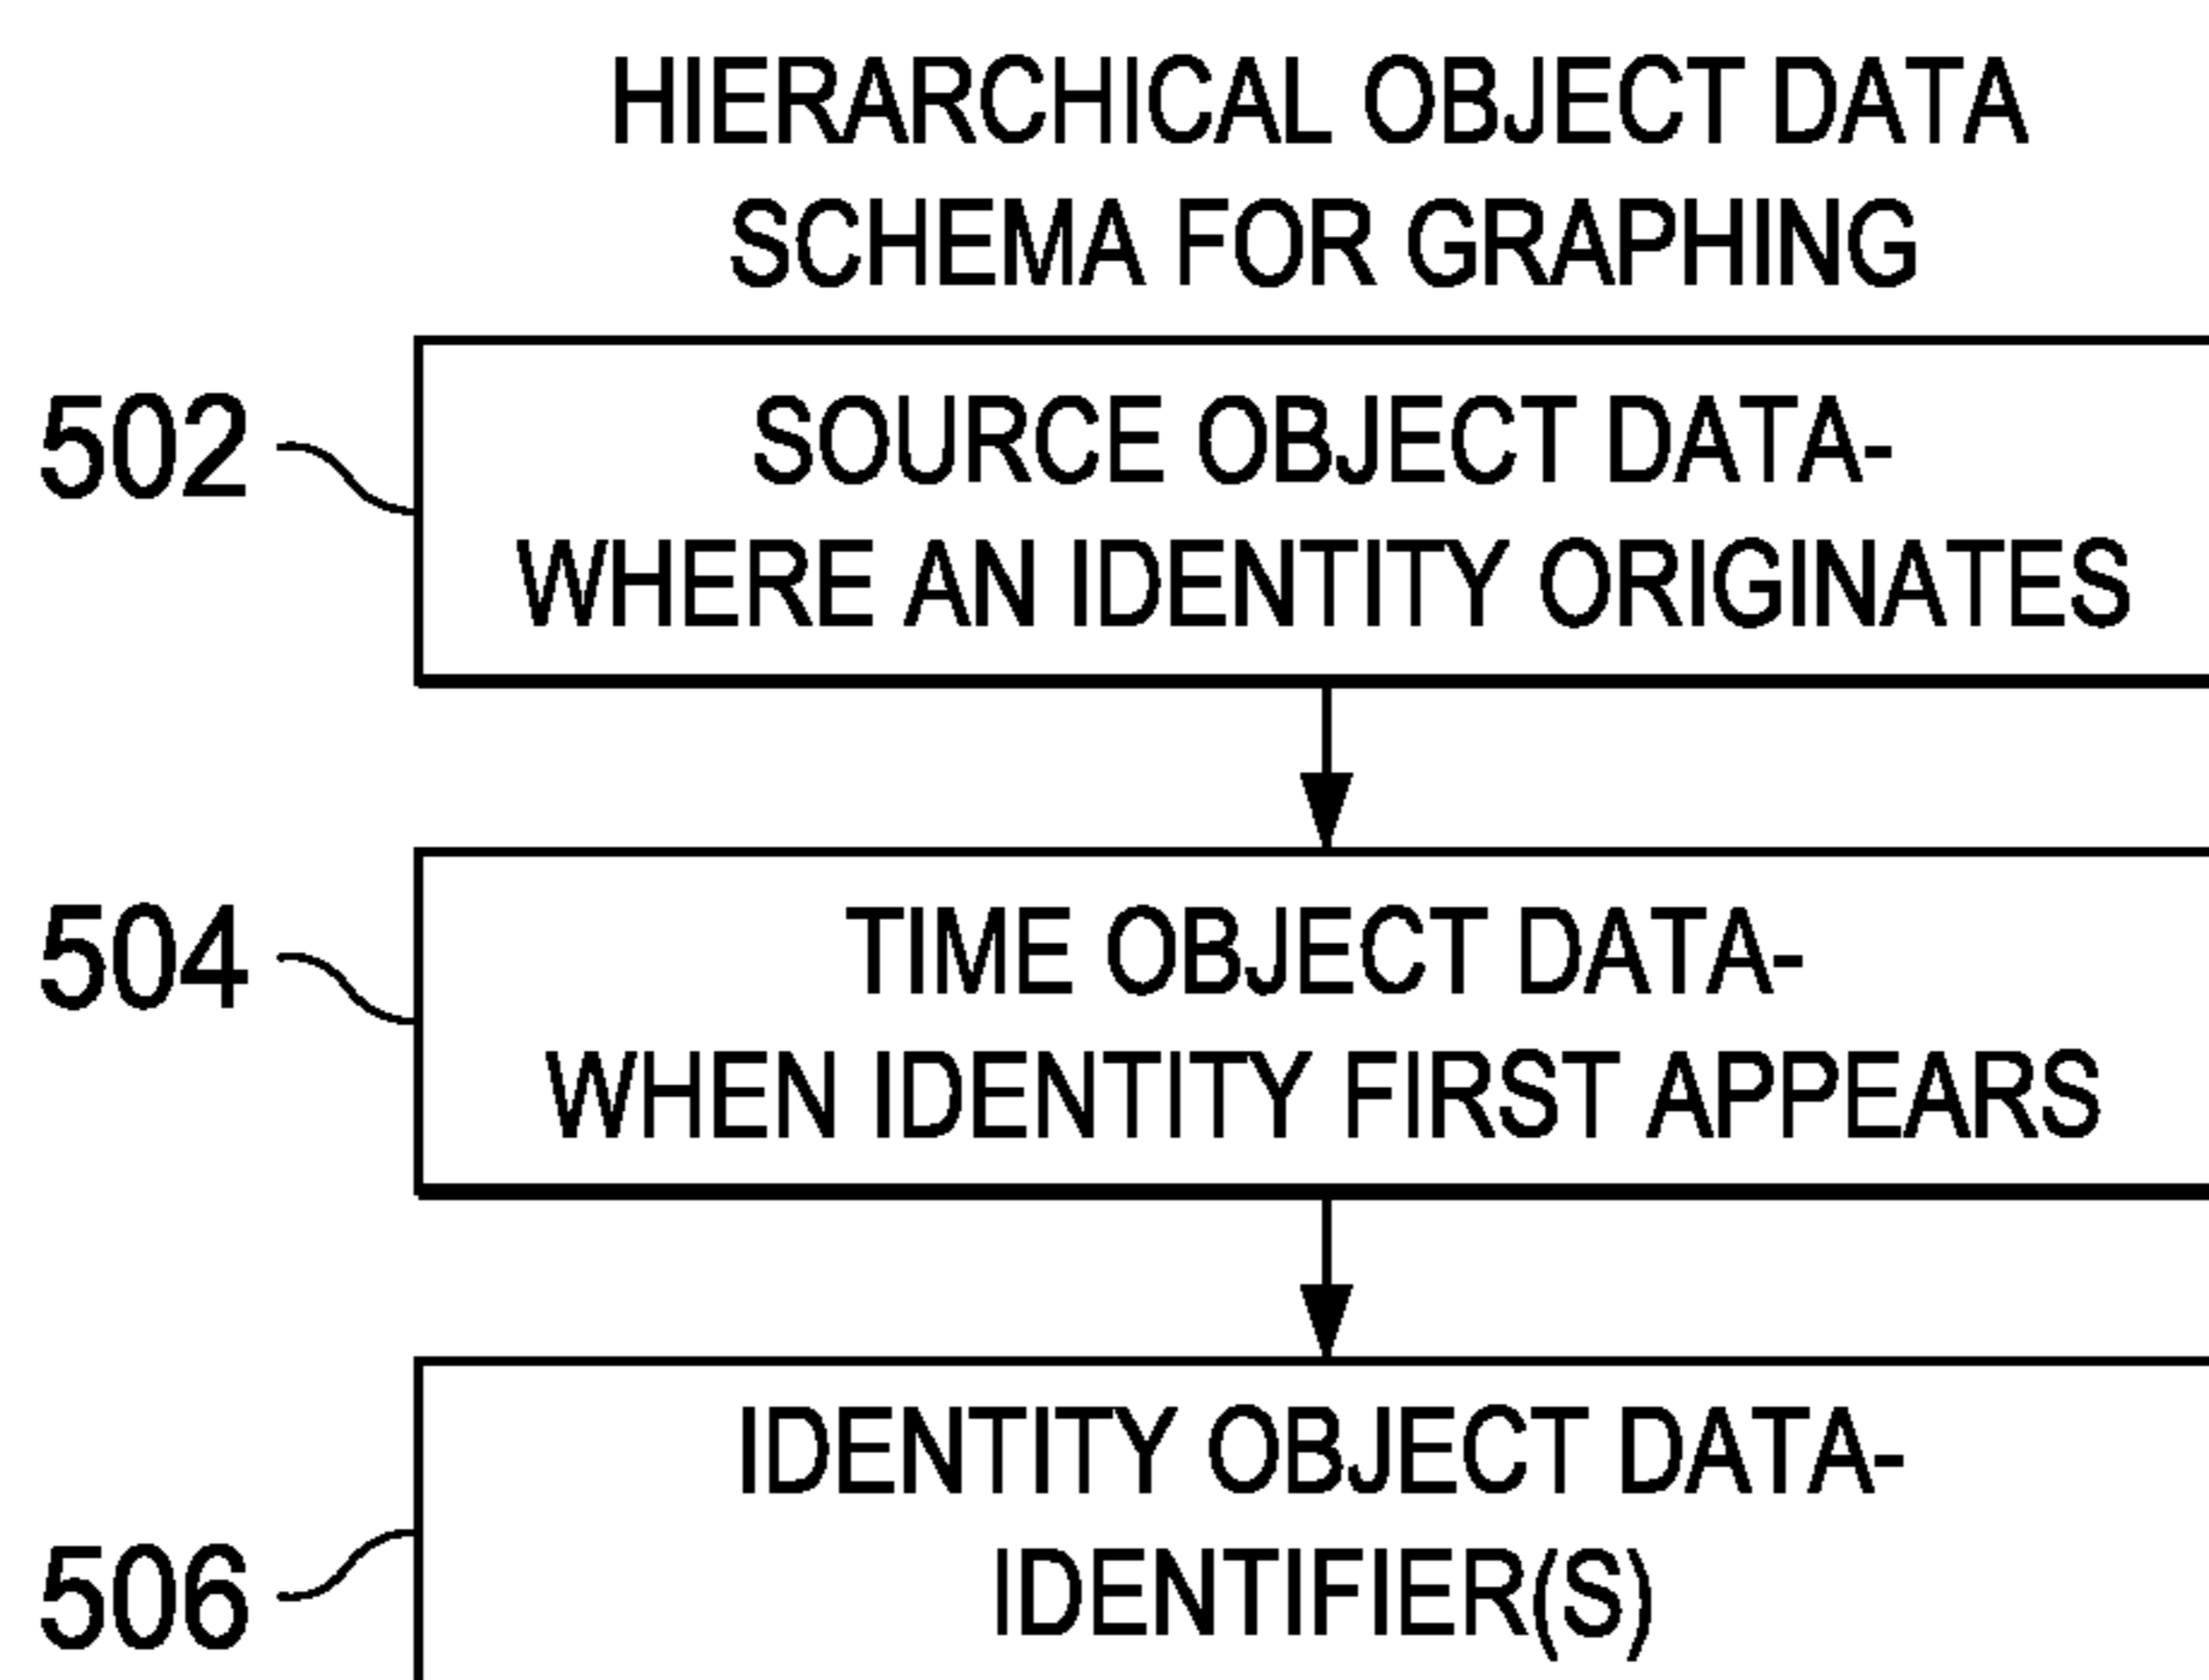 HIERARCHICAL OBJECT DATA
SCHEMA FOR GRAPHING
502
SOURCE OBJECT DATA-
WHERE AN IDENTITY ORIGINATES
504
TIME OBJECT DATA-
WHEN IDENTITY FIRST APPEARS
IDENTITY OBJECT DATA-
506
IDENTIFIER(S)